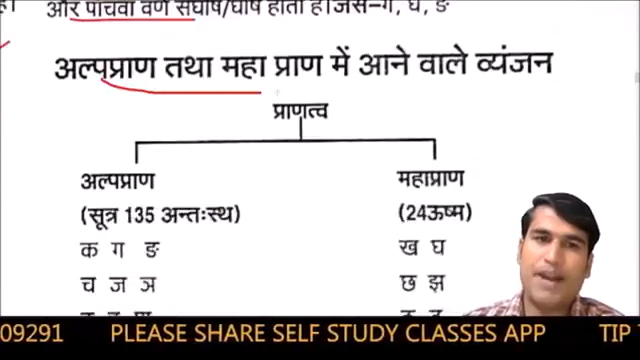 और पांचवा वर्ण सघोष/घोष होता है।जैस–ग, घ, ङ
अल्पप्राण तथा महा प्राण में आने वाले व्यंजन
प्राणत्व
अल्पप्राण महाप्राण
(सूत्र 135 अन्तःस्थ) (24ऊष्म)
क ग ङ ख घ
च ज ञ छ झ
09291 PLEASE SHARE SELF STUDY CLASSES APP TIP